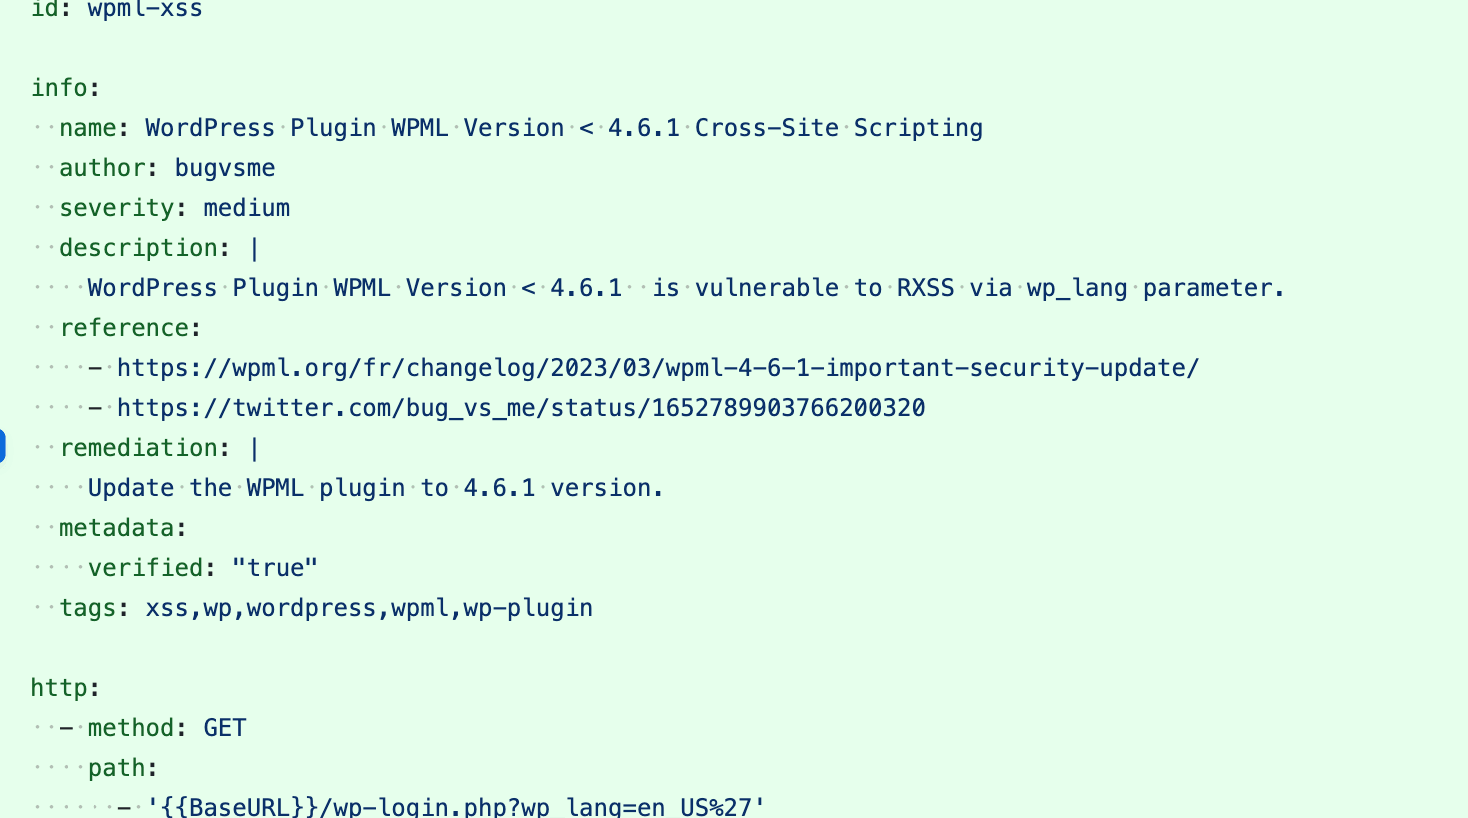 id: wpml-xss
info:
name: WordPress Plugin WPML Version < 4.6.1 Cross-Site Scripting
author: bugvsme
severity: medium
description: |
WordPress Plugin WPML Version < 4.6.1  is vulnerable to RXSS via wp_lang parameter.
reference:
- https://wpml.org/fr/changelog/2023/03/wpml-4-6-1-important-security-update/
- https://twitter.com/bug_vs_me/status/1652789903766200320
remediation: |
Update the WPML plugin to 4.6.1 version.
metadata:
verified: "true"
tags: xss,wp,wordpress,wpml,wp-plugin
http:
- method: GET
path:
- '{{BaseURL}}/wp-login.php?wp_lang=en_US%27'